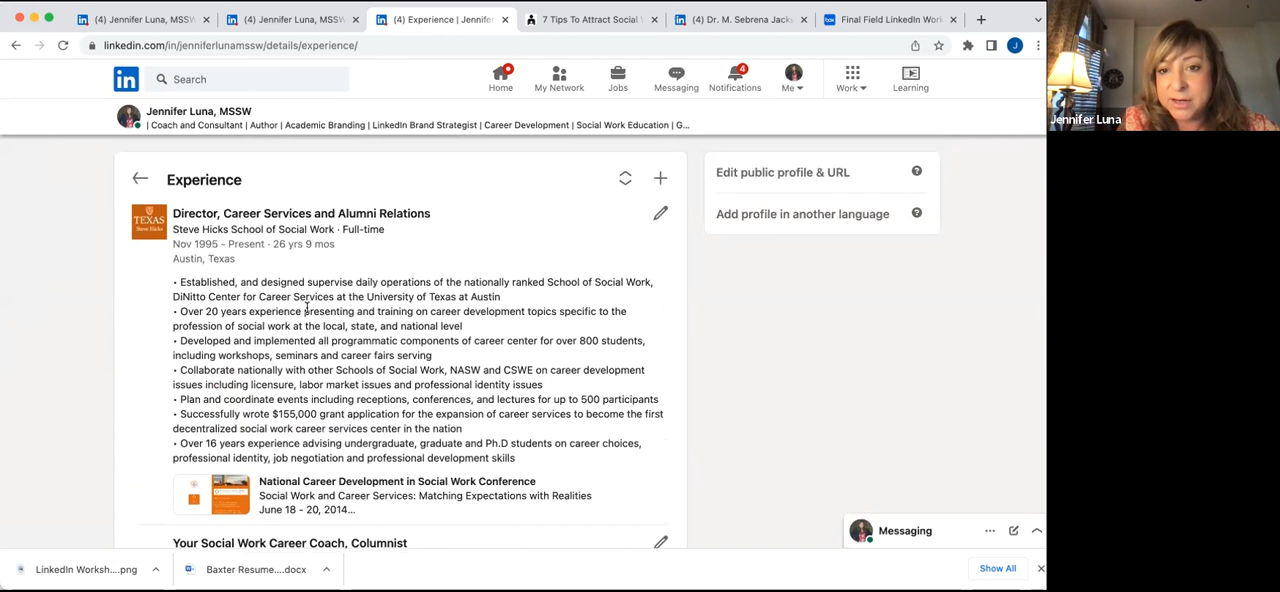 (4) Jennifer Luna, MSSW
(4) Jennifer Luna, MSSW
(4) Experience | Jennifer
7 Tips To Attract Social
(4) Dr. M. Sebrena Jack
Final Field LinkedIn Work
linkedin.com/in/jenniferlunamssw/details/experience/
J
in
Search
Home
My Network
Jobs
Messaging
4
Notifications
Me
Work
Learning
Jennifer Luna, MSSW
| Coach and Consultant | Author | Academic Branding | LinkedIn Brand Strategist | Career Development | Social Work Education | G...
Jennifer Luna
Experience
Edit public profile & URL
Add profile in another language
TEXAS
Steve Hicks
Director, Career Services and Alumni Relations
Steve Hicks School of Social Work · Full-time
Nov 1995 - Present · 26 yrs 9 mos
Austin, Texas
• Established, and designed supervise daily operations of the nationally ranked School of Social Work,
DiNitto Center for Career Services at the University of Texas at Austin
• Over 20 years experience presenting and training on career development topics specific to the
profession of social work at the local, state, and national level
• Developed and implemented all programmatic components of career center for over 800 students,
including workshops, seminars and career fairs serving
• Collaborate nationally with other Schools of Social Work, NASW and CSWE on career development
issues including licensure, labor market issues and professional identity issues
• Plan and coordinate events including receptions, conferences, and lectures for up to 500 participants
• Successfully wrote $155,000 grant application for the expansion of career services to become the first
decentralized social work career services center in the nation
• Over 16 years experience advising undergraduate, graduate and Ph.D students on career choices,
professional identity, job negotiation and professional development skills
National Career Development in Social Work Conference
Social Work and Career Services: Matching Expectations with Realities
June 18 - 20, 2014...
Your Social Work Career Coach, Columnist
Messaging
LinkedIn Worksh....png
Baxter Resume....docx
Show All